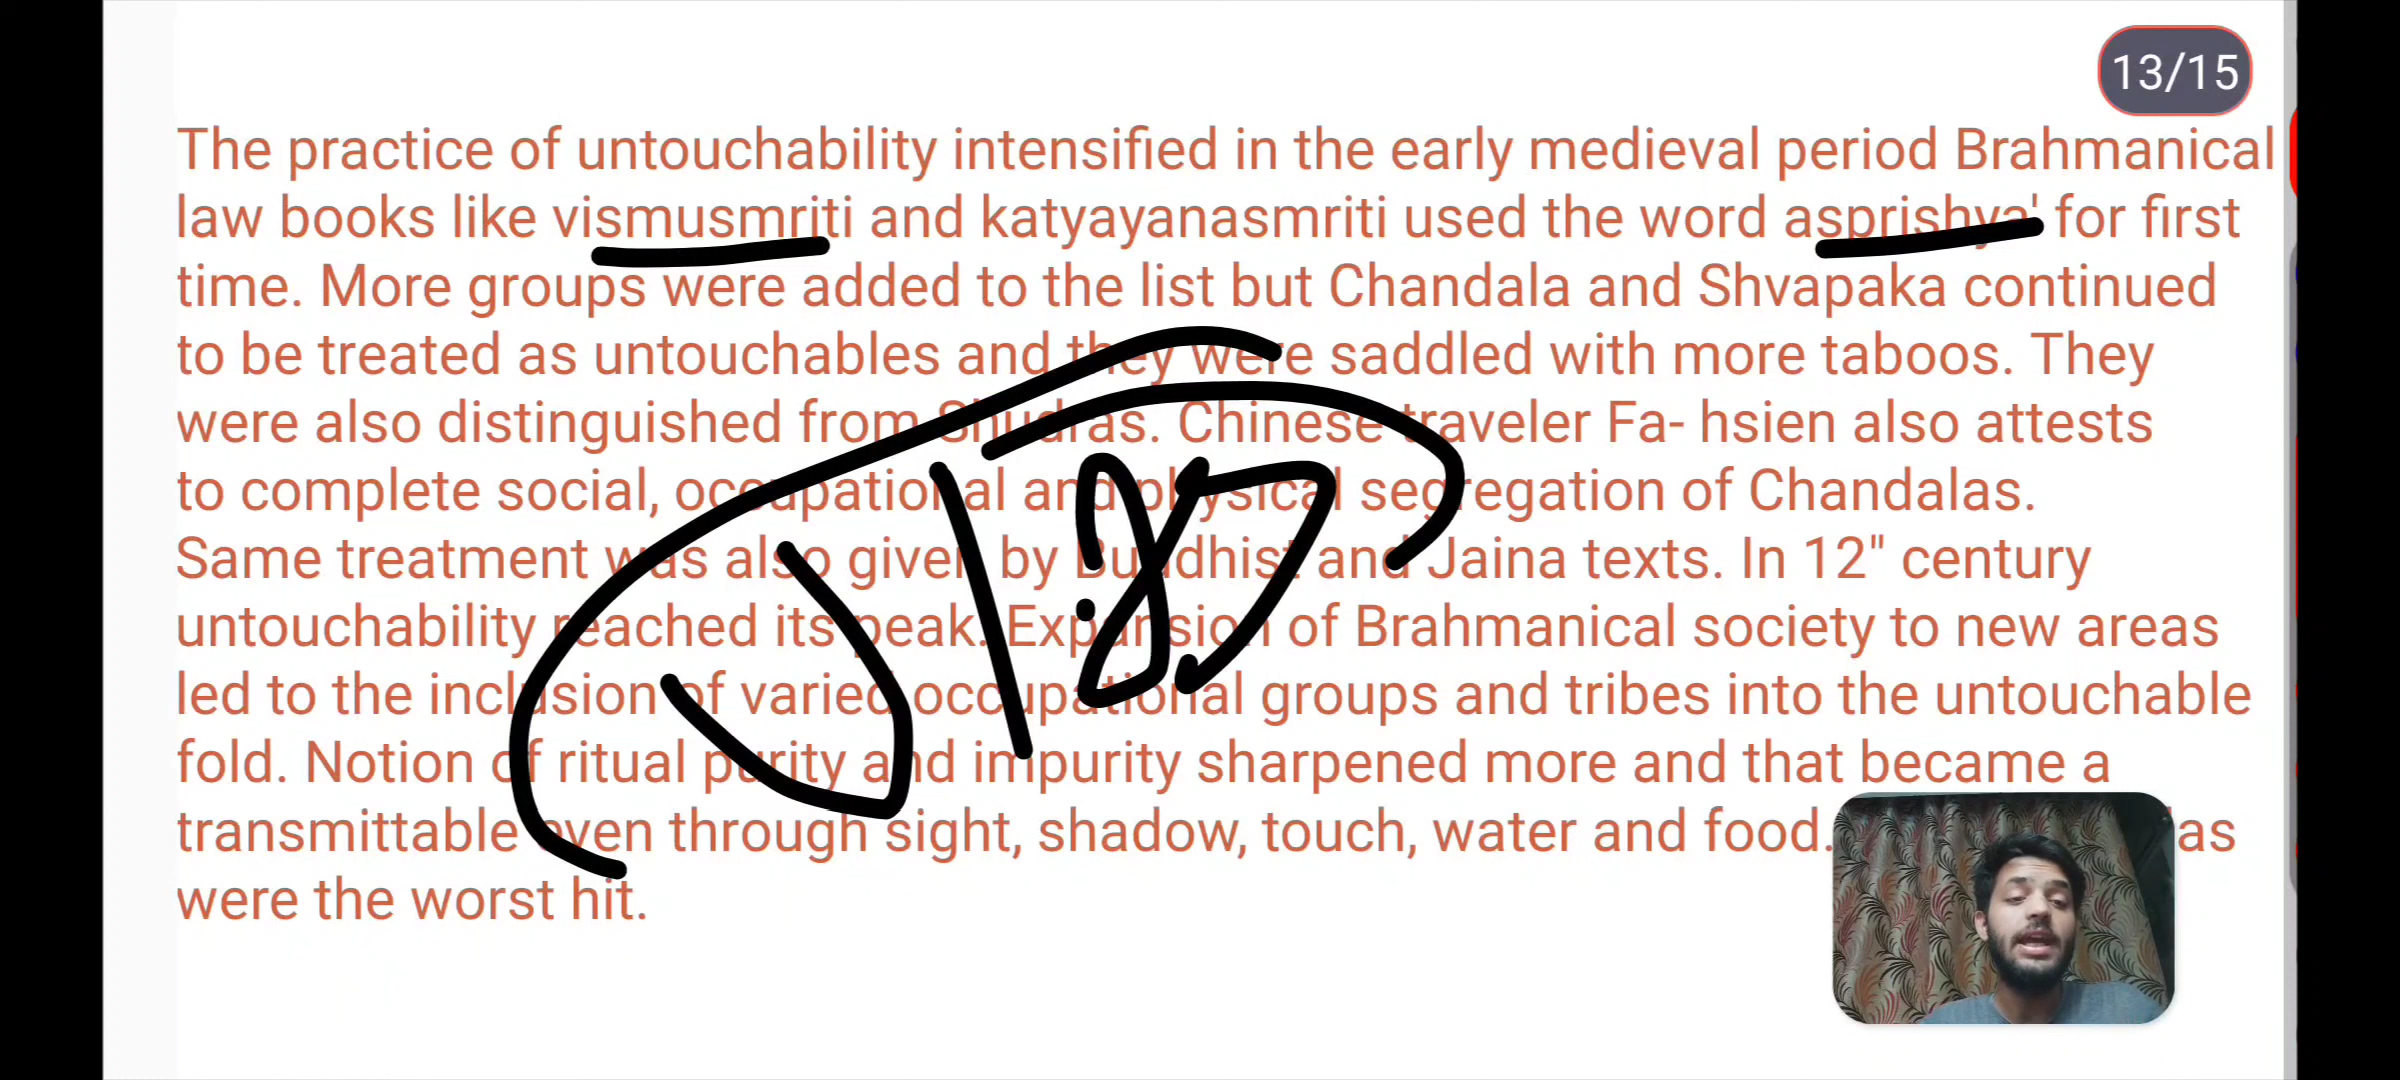 13/15
The practice of untouchability intensified in the early medieval period Brahmanical
law books like vismusmriti and katyayanasmriti used the word asprishya' for first
time. More groups were added to the list but Chandala and Shvapaka continued
to be treated as untouchables and they were saddled with more taboos. They
were also distinguished from Shudras. Chinese traveler Fa- hsien also attests
to complete social, occupational and physical segregation of Chandalas.
Same treatment was also given by Buddhist and Jaina texts. In 12" century
untouchability reached its peak. Expansion of Brahmanical society to new areas
led to the inclusion of varied occupational groups and tribes into the untouchable
fold. Notion of ritual purity and impurity sharpened more and that became a
transmittable even through sight, shadow, touch, water and food. as
were the worst hit.